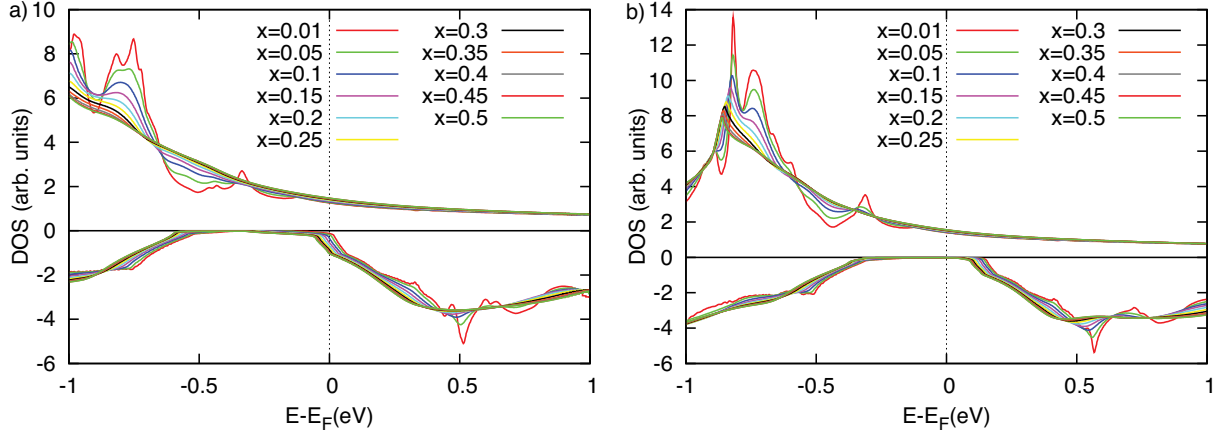 a)
DOS (arb. units)
10
8
6
4
2
0
-2
-4
-6
x=0.01
x=0.05
x=0.1
x=0.15
x=0.2
x=0.25
x=0.3
x=0.35
x=0.4
x=0.45
x=0.5
-1
-0.5
0
0.5
1
E-EF(eV)
b)
DOS (arb. units)
14
12
10
8
6
4
2
0
-2
-4
-6
x=0.01
x=0.05
x=0.1
x=0.15
x=0.2
x=0.25
x=0.3
x=0.35
x=0.4
x=0.45
x=0.5
-1
-0.5
0
0.5
1
E-EF(eV)